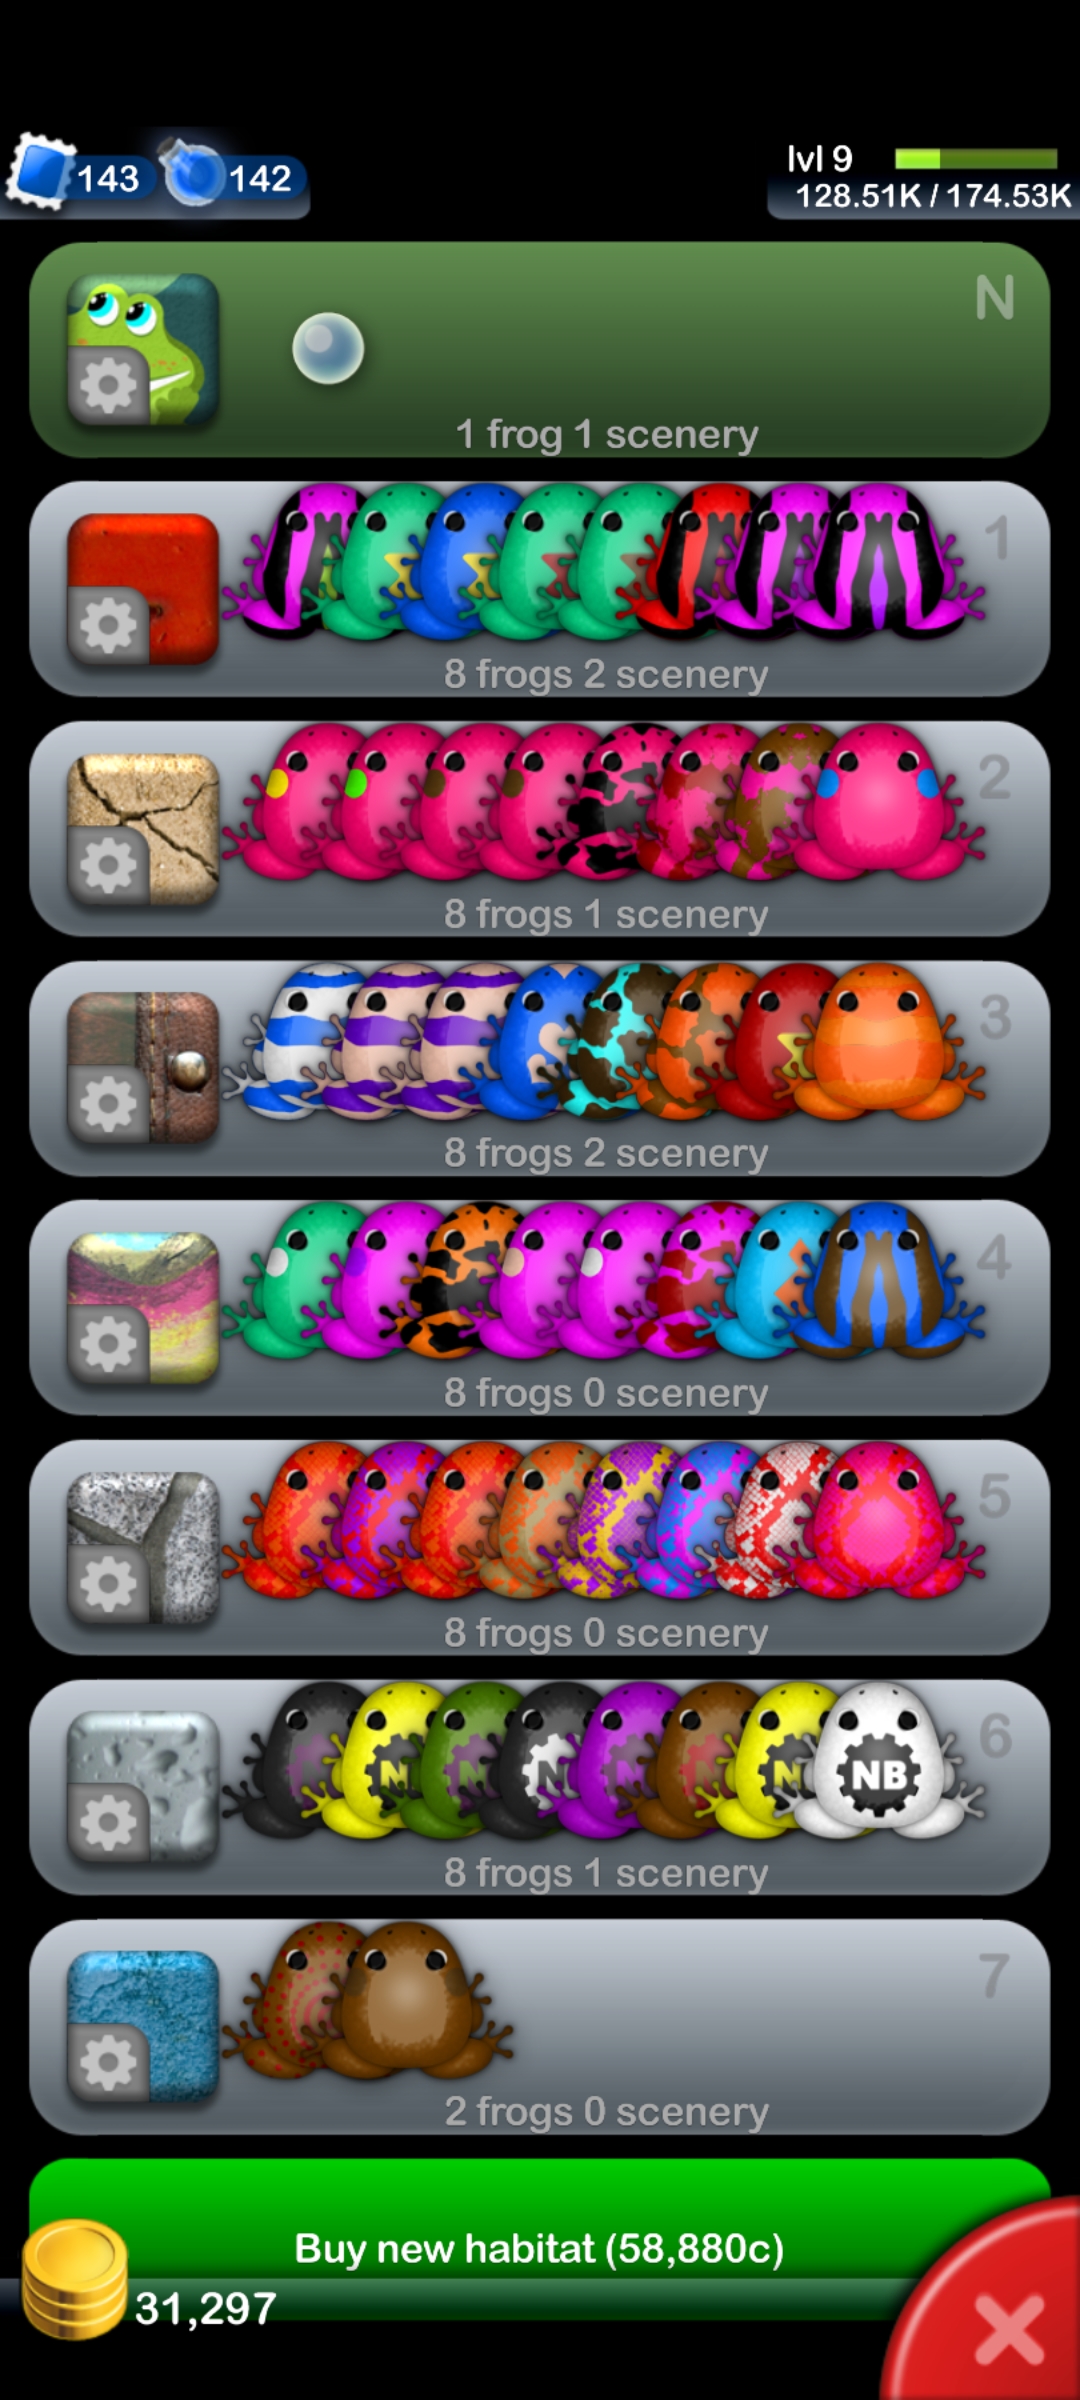 143
142
lvl 9
128.51K / 174.53K
N
1 frog 1 scenery
1
8 frogs 2 scenery
2
8 frogs 1 scenery
3
8 frogs 2 scenery
4
8 frogs 0 scenery
5
8 frogs 0 scenery
6
N N N N N N NB
8 frogs 1 scenery
7
2 frogs 0 scenery
Buy new habitat (58,880c)
31,297